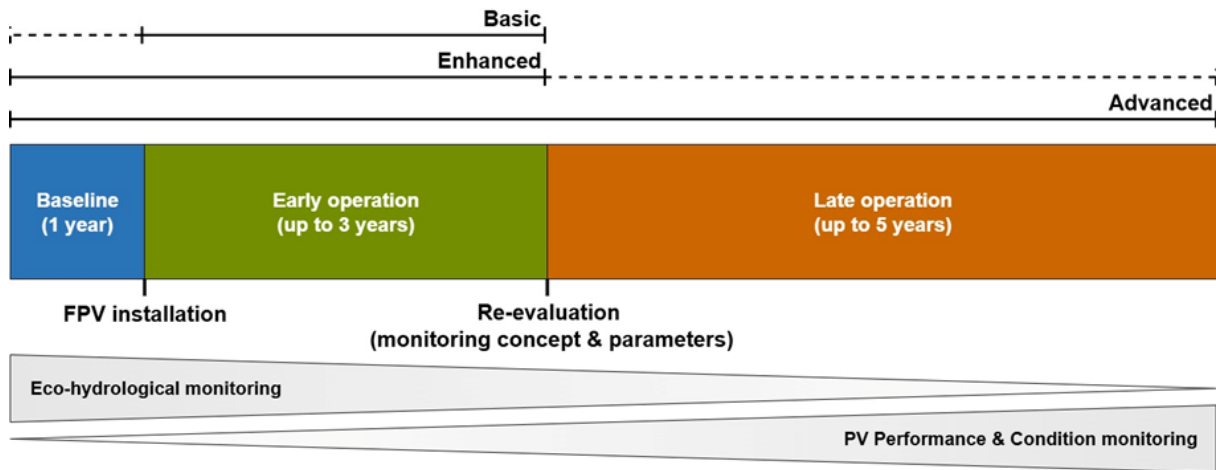 Basic
Enhanced
Advanced
Baseline
(1 year)
Early operation
(up to 3 years)
Late operation
(up to 5 years)
FPV installation
Re-evaluation
(monitoring concept & parameters)
Eco-hydrological monitoring
PV Performance & Condition monitoring